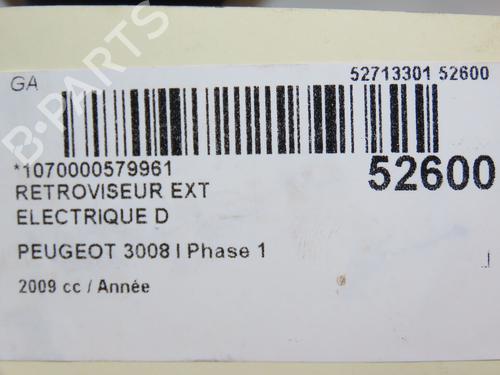 GA
52713301 52600
*1070000579961
52600
RETROVISEUR EXT
ELECTRIQUE D
PEUGEOT 3008 I Phase 1
2009 cc / Année
B-PARTS